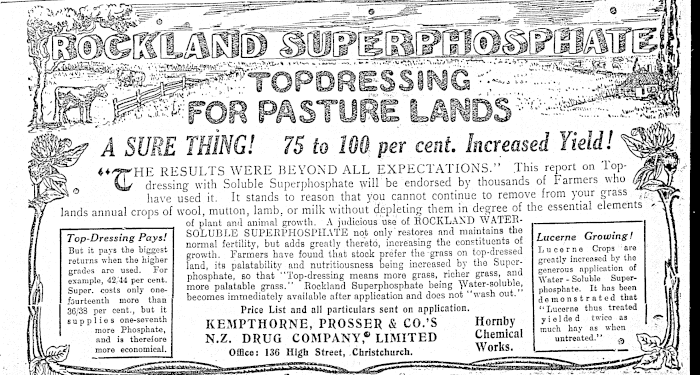 ROCKLAND SUPERPHOSPHATE
TOPDRESSING
FOR PASTURE LANDS
A SURE THING! 75 to 100 per cent. Increased Yield!
"THE RESULTS WERE BEYOND ALL EXPECTATIONS." This report on Top-
dressing with Soluble Superphosphate will be endorsed by thousands of Farmers who
have used it. It stands to reason that you cannot continue to remove from your grass
lands annual crops of wool, mutton, lamb, or milk without depleting them in degree of the essential elements
of plant and animal growth. A judicious use of ROCKLAND WATER-
SOLUBLE SUPERPHOSPHATE not only restores and maintains the
normal fertility, but adds greatly thereto, increasing the constituents of
growth. Farmers have found that stock prefer the grass on top-dressed
land, its palatability and nutritiousness being increased by the Super-
phosphate, so that "Top-dressing means more grass, richer grass, and
more palatable grass." Rockland Superphosphate being Water-soluble,
becomes immediately available after application and does not "wash out."
Top-Dressing Pays!
But it pays the biggest
returns when the higher
grades are used. For
example, 42/44 per cent.
Super. costs only one-
fourteenth more than
36/38 per cent., but it
supplies one-seventh
more Phosphate,
and is therefore
more economical.
Lucerne Growing!
Lucerne Crops are
greatly increased by the
generous application of
Water-Soluble Super-
phosphate. It has been
demonstrated that
"Lucerne thus treated
yielded twice as
much hay as when
untreated."
Price List and all particulars sent on application.
KEMPTHORNE, PROSSER & CO.'S
N.Z. DRUG COMPANY, LIMITED
Office: 136 High Street, Christchurch.
Hornby
Chemical
Works.